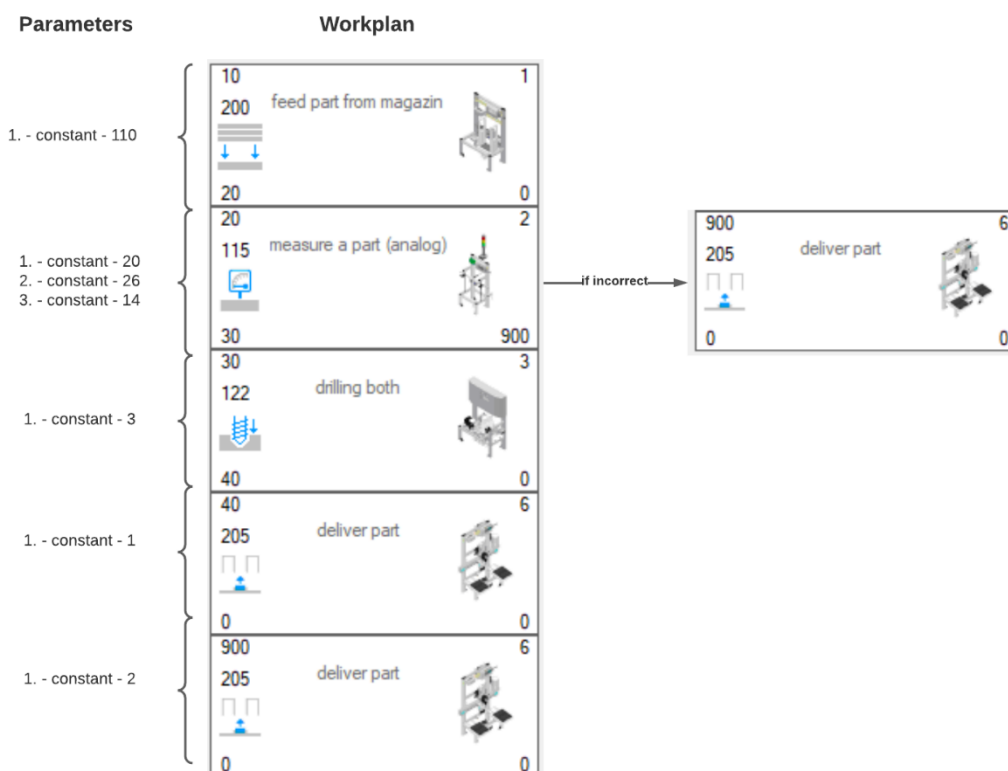 Parameters
Workplan
10
1
200
feed part from magazin
1. - constant - 110
20
0
20
2
115
measure a part (analog)
1. - constant - 20
2. - constant - 26
3. - constant - 14
if incorrect
30
900
900
6
205
deliver part
0
0
30
3
122
drilling both
1. - constant - 3
40
0
40
6
205
deliver part
1. - constant - 1
0
0
900
6
205
deliver part
1. - constant - 2
0
0